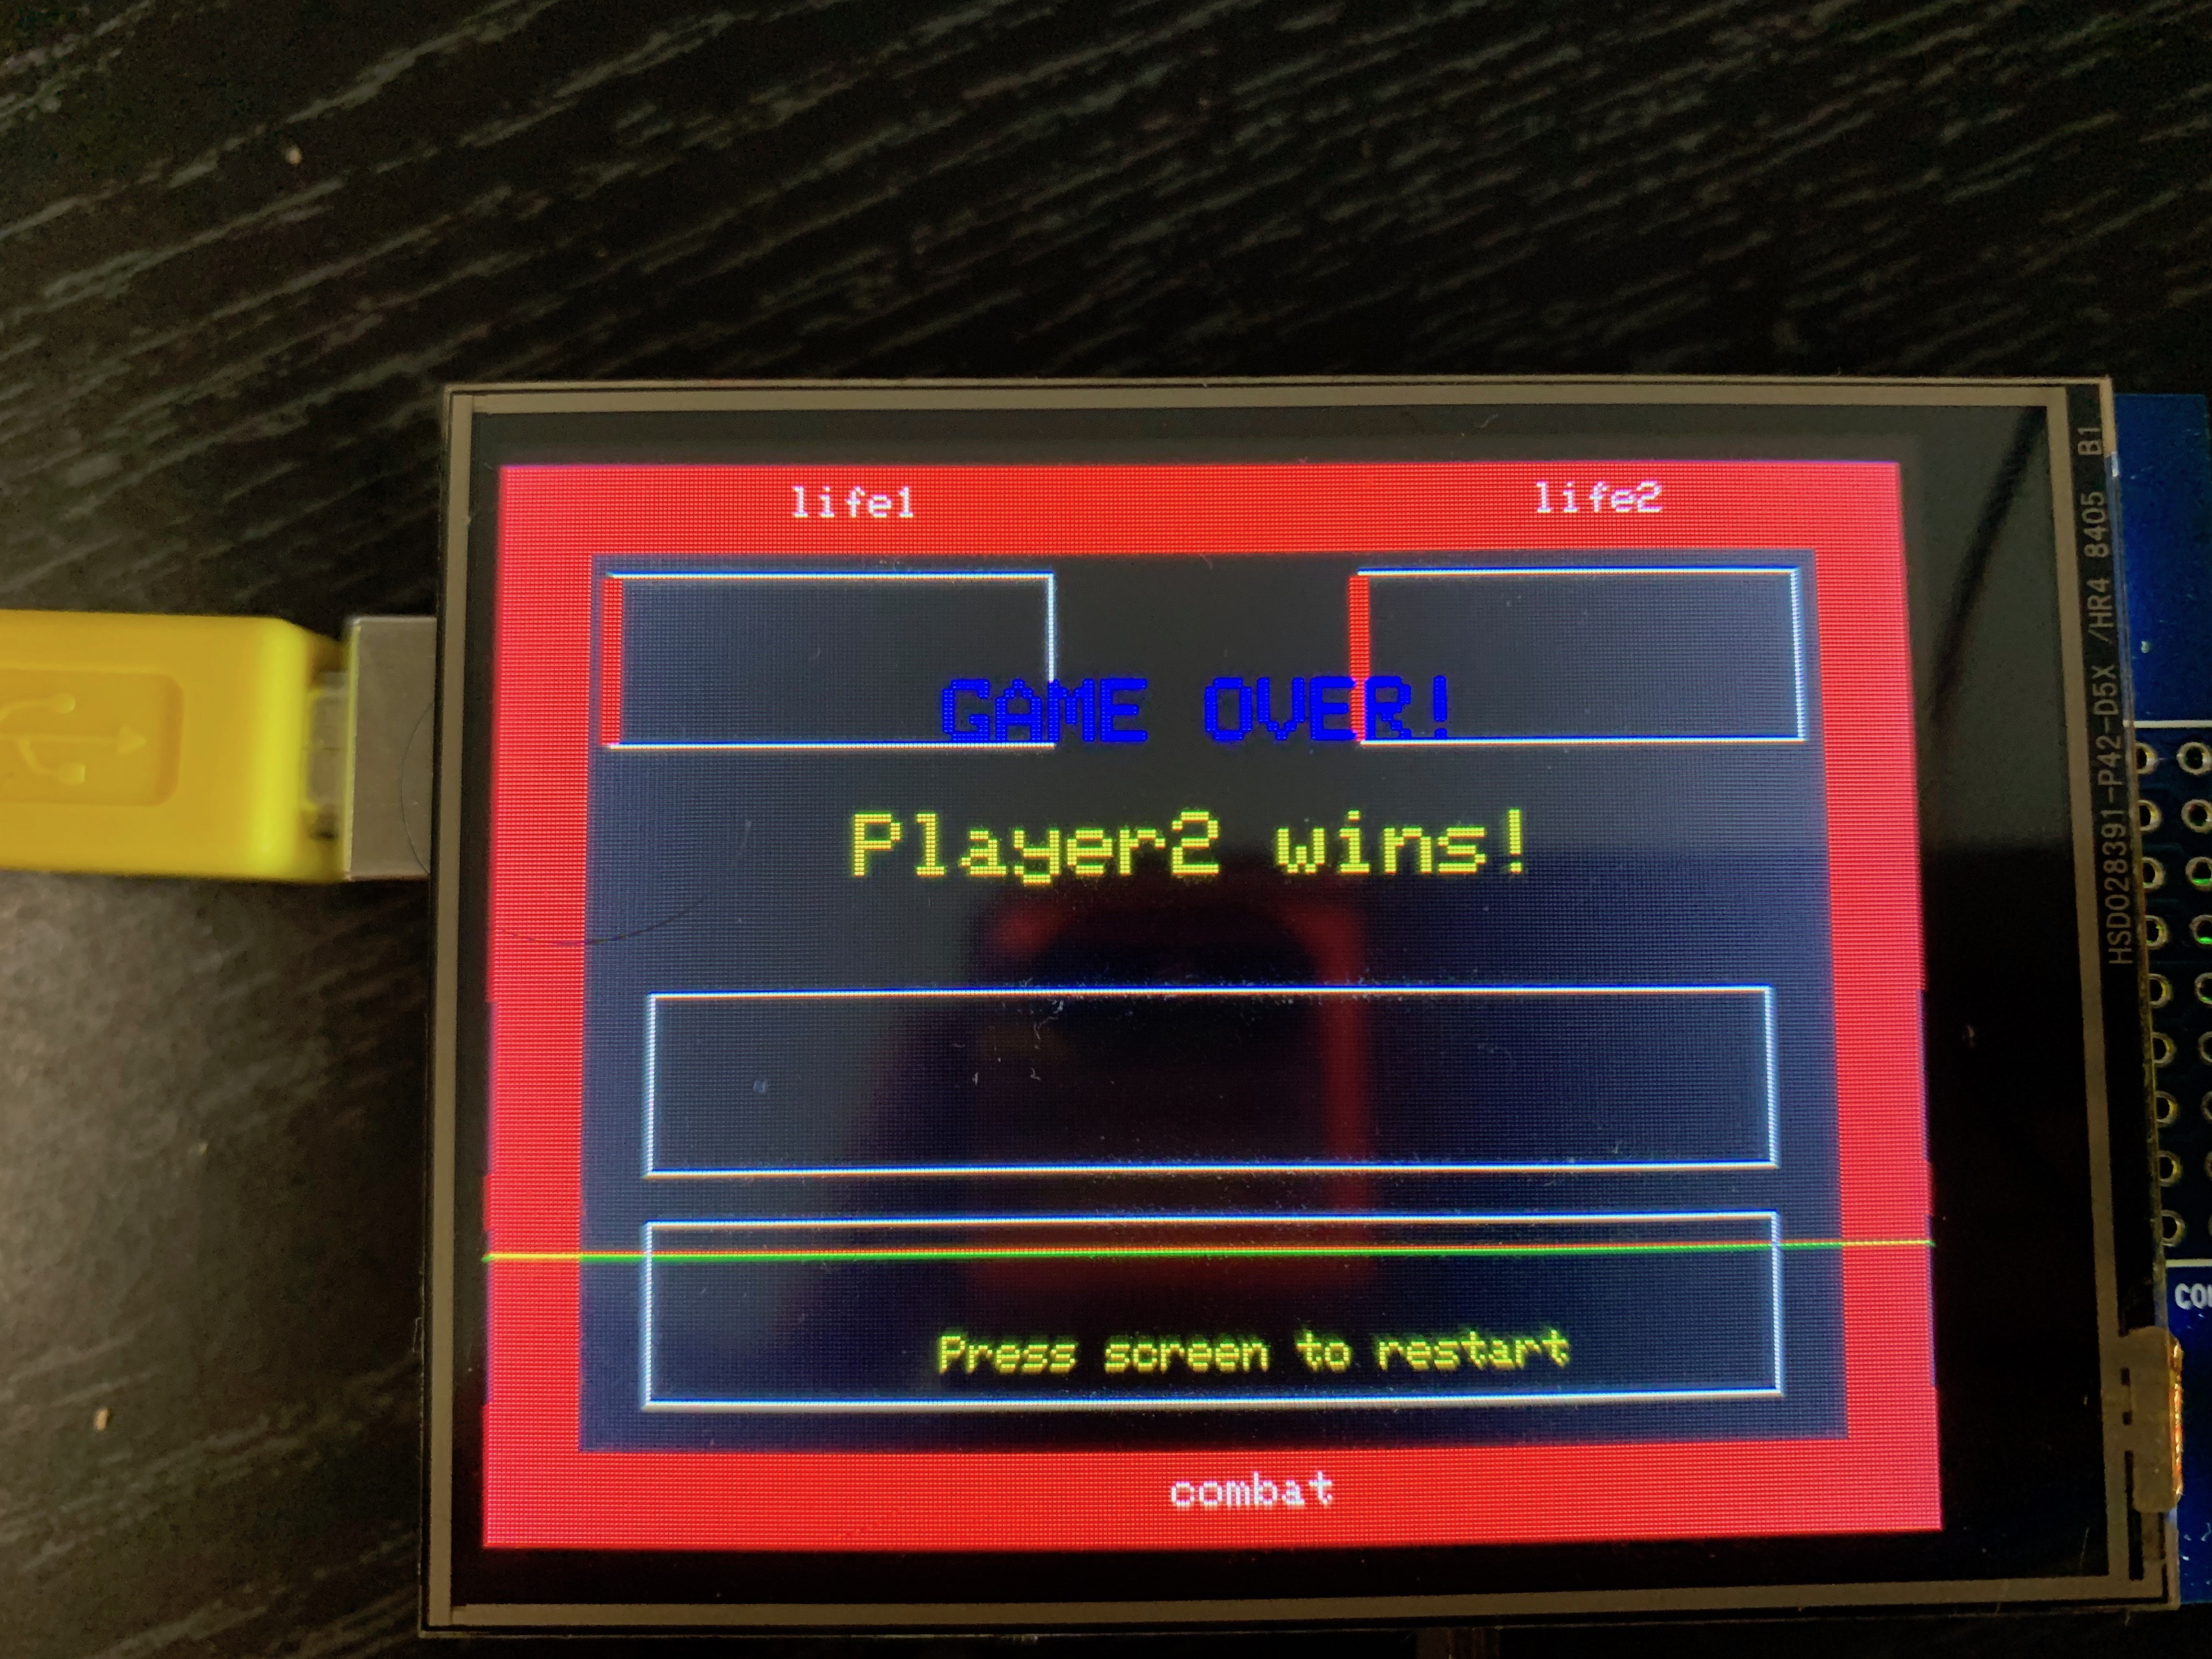 life1 life2
GAME OVER!
Player2 wins!
Press screen to restart
combat
HSD028391-P42-D5X /HR4 8405 B1